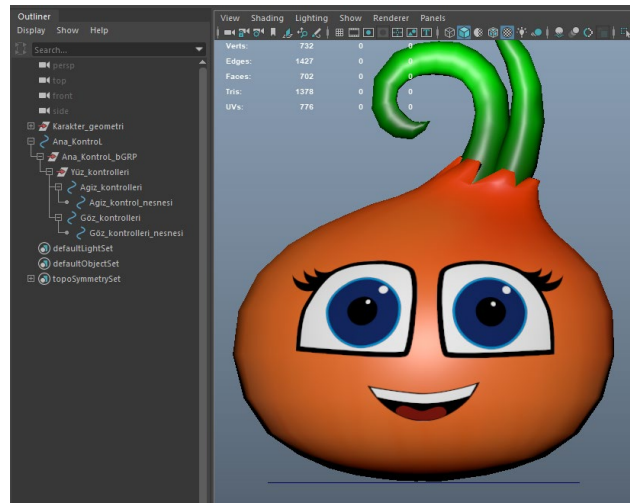 Outliner
Display Show Help
Search...
persp
top
front
side
Karakter_geometri
Ana_KontroL
Ana_KontroL_bGRP
Yüz_kontrolleri
Agiz_kontrolleri
Agiz_kontrol_nesnesi
Göz_kontrolleri
Göz_kontrolleri_nesnesi
defaultLightSet
defaultObjectSet
topoSymmetrySet
View Shading Lighting Show Renderer Panels
Verts: 732 0 0
Edges: 1427 0 0
Faces: 702 0 0
Tris: 1378 0 0
UVs: 776 0 0